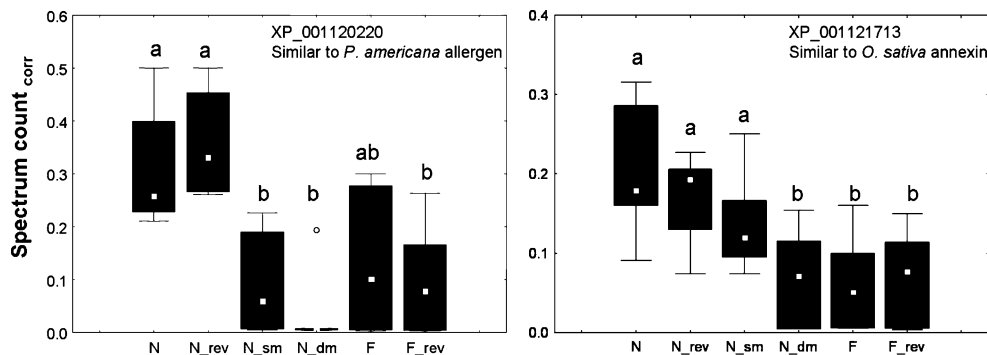 XP_001120220
Similar to P. americana allergen
Spectrum count corr
0.6
0.5
0.4
0.3
0.2
0.1
0.0
a
a
b
b
ab
b
N
N_rev
N_sm
N_dm
F
F_rev
XP_001121713
Similar to O. sativa annexin
0.4
0.3
0.2
0.1
0.0
a
a
a
b
b
b
N
N_rev
N_sm
N_dm
F
F_rev